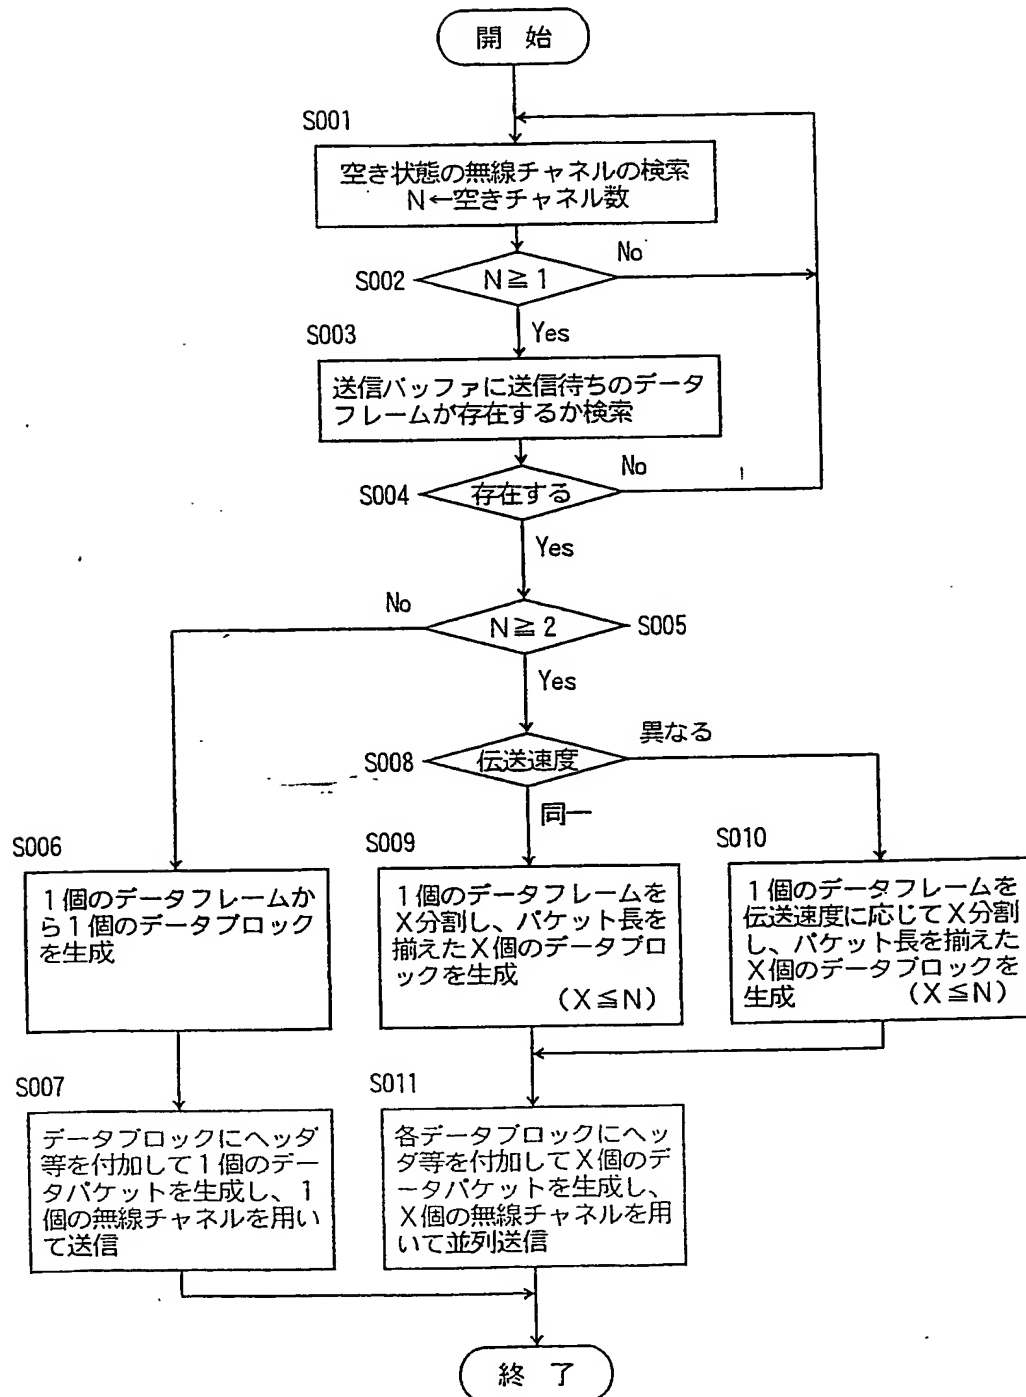 開 始
S001
空き状態の無線チャネルの検索
N←空きチャネル数
No
S002
N≧1
Yes
S003
送信バッファに送信待ちのデータ
フレームが存在するか検索
No
S004
存在する
Yes
No
N≧2
S005
Yes
異なる
S008
伝送速度
同一
S006
1個のデータフレームか
ら1個のデータブロック
を生成
S009
1個のデータフレームを
X分割し、パケット長を
揃えたX個のデータブロ
ックを生成
(X≦N)
S010
1個のデータフレームを
伝送速度に応じてX分割
し、パケット長を揃えた
X個のデータブロックを
生成 (X≦N)
S007
データブロックにヘッダ
等を付加して1個のデー
タパケットを生成し、1
個の無線チャネルを用い
て送信
S011
各データブロックにヘッ
ダ等を付加してX個のデ
ータパケットを生成し、
X個の無線チャネルを用
いて並列送信
終 了